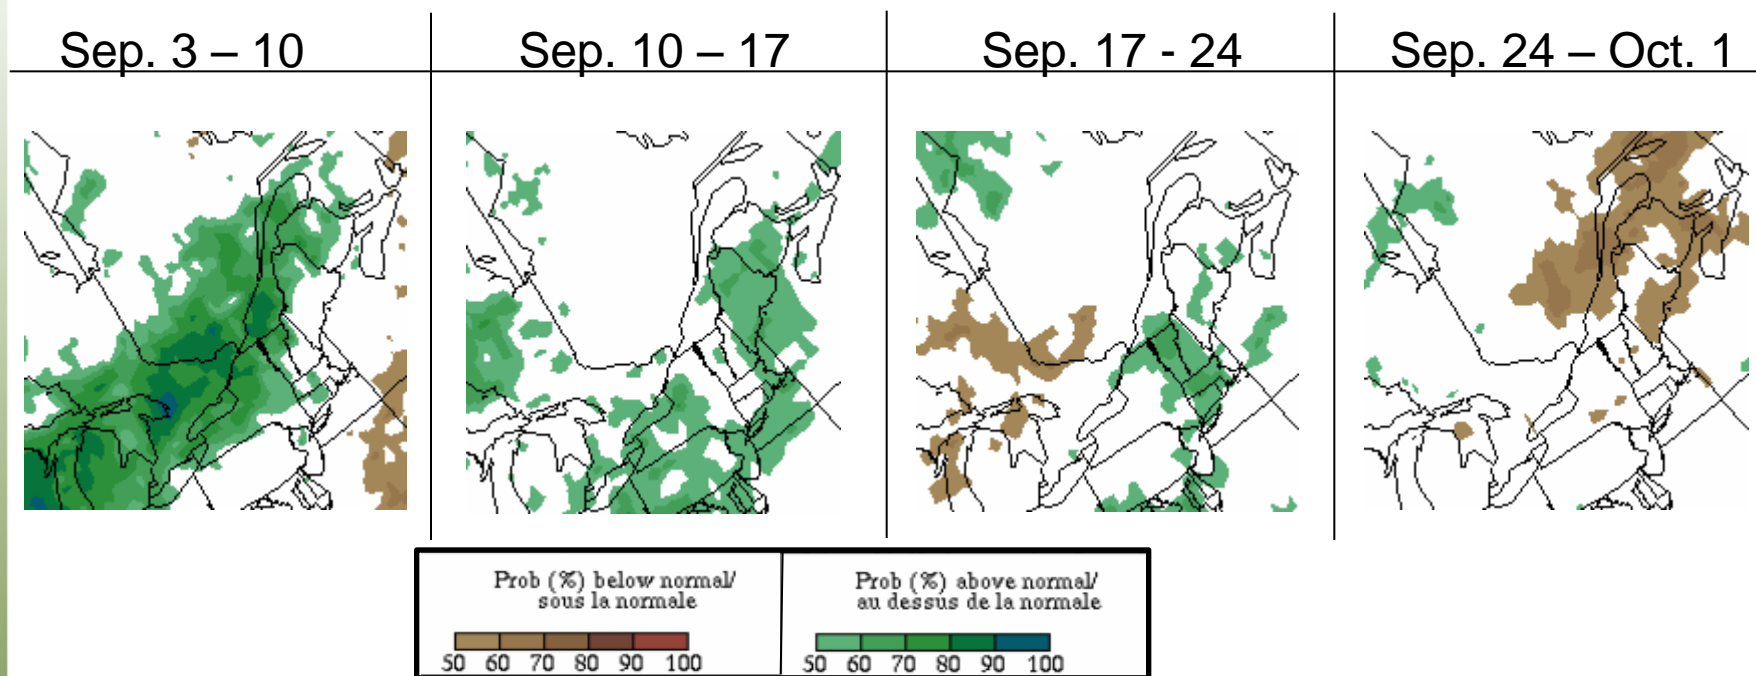 Sep. 3 – 10
Sep. 10 – 17
Sep. 17 - 24
Sep. 24 – Oct. 1
Prob (%) below normal/
sous la normale
50 60 70 80 90 100
Prob (%) above normal/
au dessus de la normale
50 60 70 80 90 100